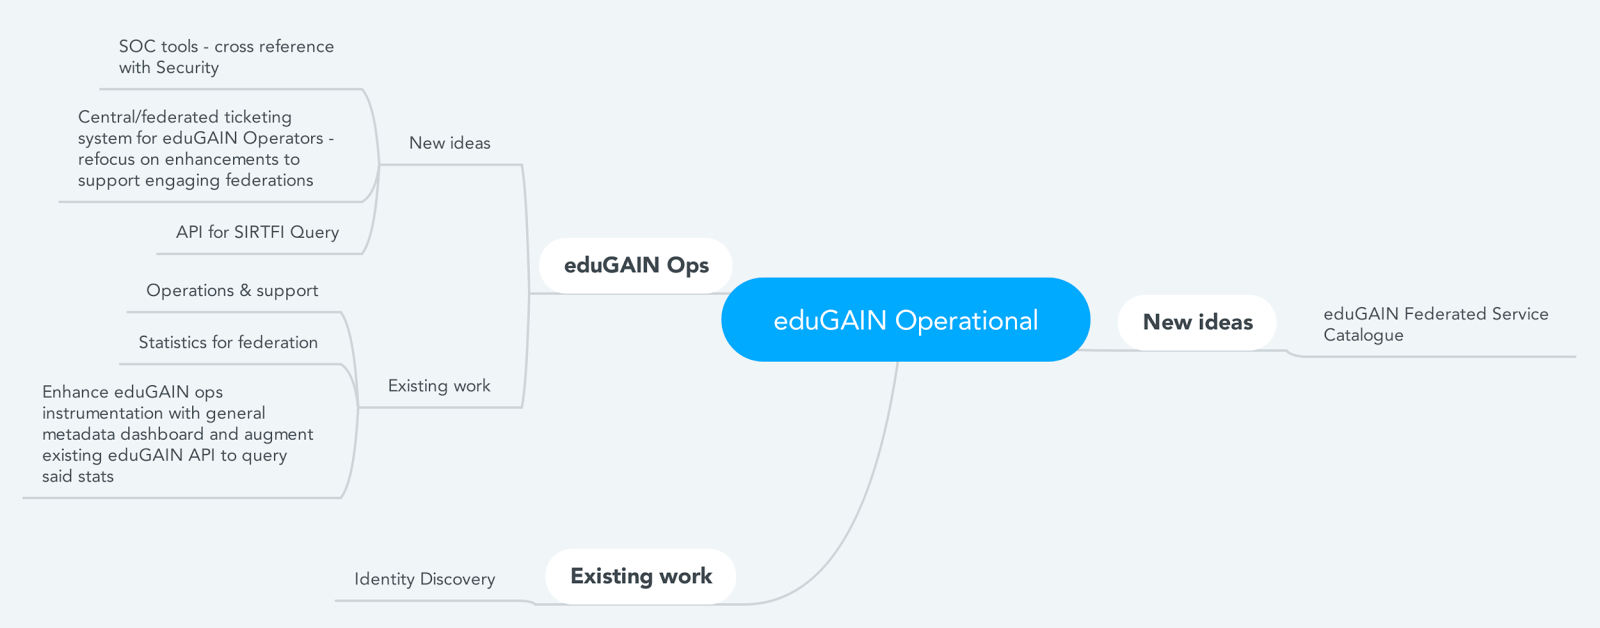 SOC tools - cross reference
with Security
Central/federated ticketing
system for eduGAIN Operators -
refocus on enhancements to
support engaging federations
API for SIRTFI Query
New ideas
Operations & support
Statistics for federation
Enhance eduGAIN ops
instrumentation with general
metadata dashboard and augment
existing eduGAIN API to query
said stats
Existing work
eduGAIN Ops
eduGAIN Operational
New ideas
eduGAIN Federated Service
Catalogue
Identity Discovery
Existing work